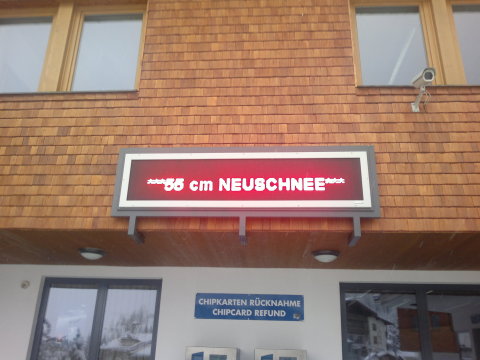 ***55 cm NEUSCHNEE***
CHIPKARTEN RÜCKNAHME
CHIPCARD REFUND